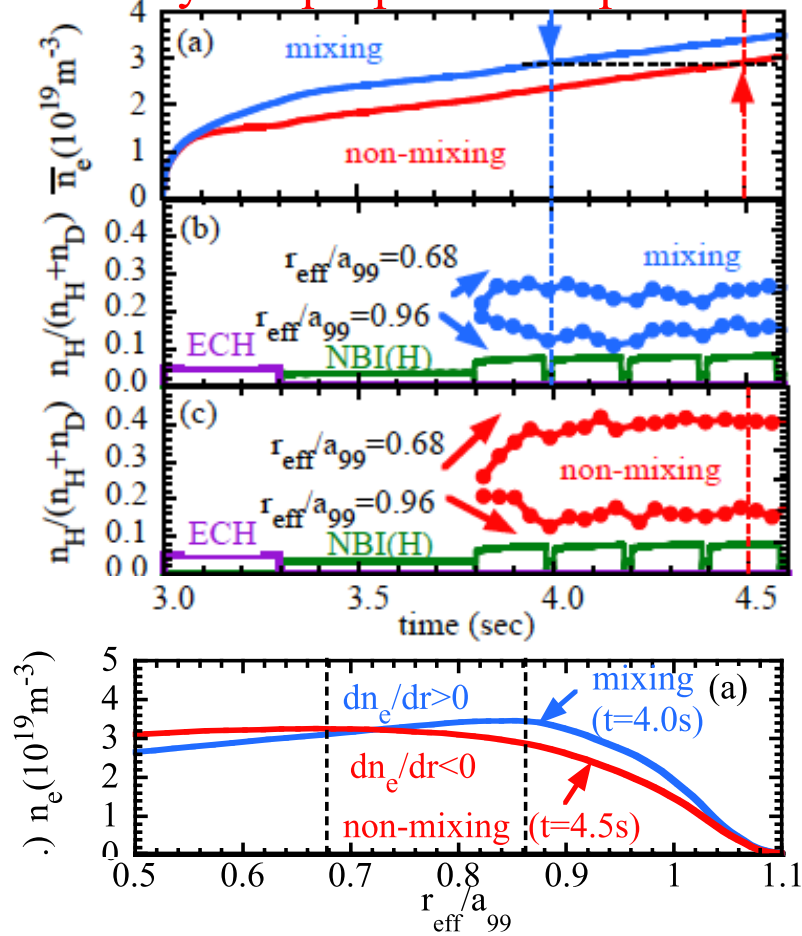 4
3
2
1
0
n̅e(10^19m^-3)
(a)
mixing
non-mixing
0.4
0.3
0.2
0.1
0.0
nH/(nH+nD)
(b)
reff/a99=0.68
mixing
reff/a99=0.96
ECH
NBI(H)
0.4
0.3
0.2
0.1
0.0
nH/(nH+nD)
(c)
reff/a99=0.68
non-mixing
reff/a99=0.96
ECH
NBI(H)
3.0 3.5 4.0 4.5
time (sec)
5
4
3
2
1
0
.) ne(10^19m^-3)
dne/dr>0
mixing
(a)
(t=4.0s)
dne/dr<0
non-mixing (t=4.5s)
0.5 0.6 0.7 0.8 0.9 1 1.1
reff/a99